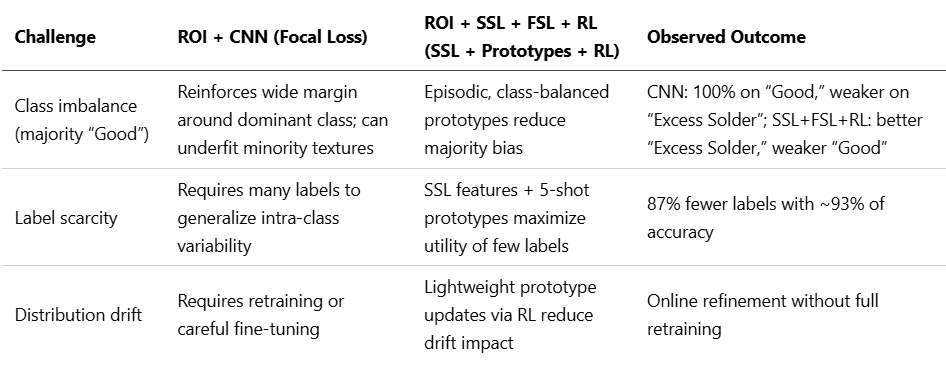 Challenge
ROI + CNN (Focal Loss)
ROI + SSL + FSL + RL
(SSL + Prototypes + RL)
Observed Outcome
Class imbalance
(majority “Good”)
Reinforces wide margin
around dominant class; can
underfit minority textures
Episodic, class-balanced
prototypes reduce
majority bias
CNN: 100% on “Good,” weaker on
“Excess Solder”; SSL+FSL+RL: better
“Excess Solder,” weaker “Good”
Label scarcity
Requires many labels to
generalize intra-class
variability
SSL features + 5-shot
prototypes maximize
utility of few labels
87% fewer labels with ~93% of
accuracy
Distribution drift
Requires retraining or
careful fine-tuning
Lightweight prototype
updates via RL reduce
drift impact
Online refinement without full
retraining